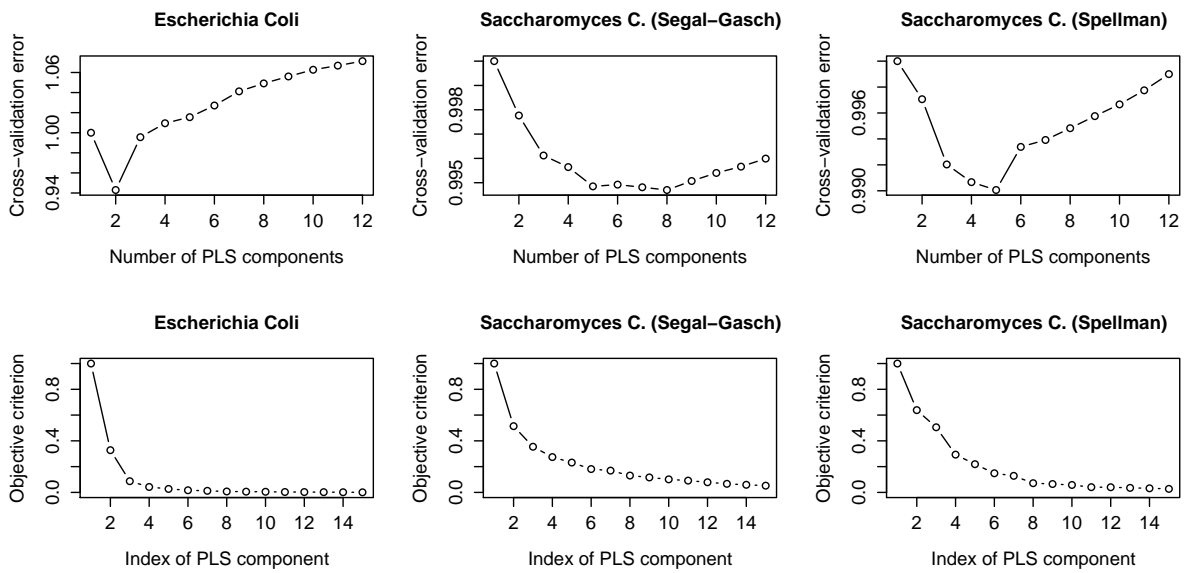 Escherichia Coli
Cross−validation error
0.94 1.00 1.06
2 4 6 8 10 12
Number of PLS components
Saccharomyces C. (Segal−Gasch)
Cross−validation error
0.995 0.998
2 4 6 8 10 12
Number of PLS components
Saccharomyces C. (Spellman)
Cross−validation error
0.990 0.996
2 4 6 8 10 12
Number of PLS components
Escherichia Coli
Objective criterion
0.0 0.4 0.8
2 4 6 8 10 12 14
Index of PLS component
Saccharomyces C. (Segal−Gasch)
Objective criterion
0.0 0.4 0.8
2 4 6 8 10 12 14
Index of PLS component
Saccharomyces C. (Spellman)
Objective criterion
0.0 0.4 0.8
2 4 6 8 10 12 14
Index of PLS component